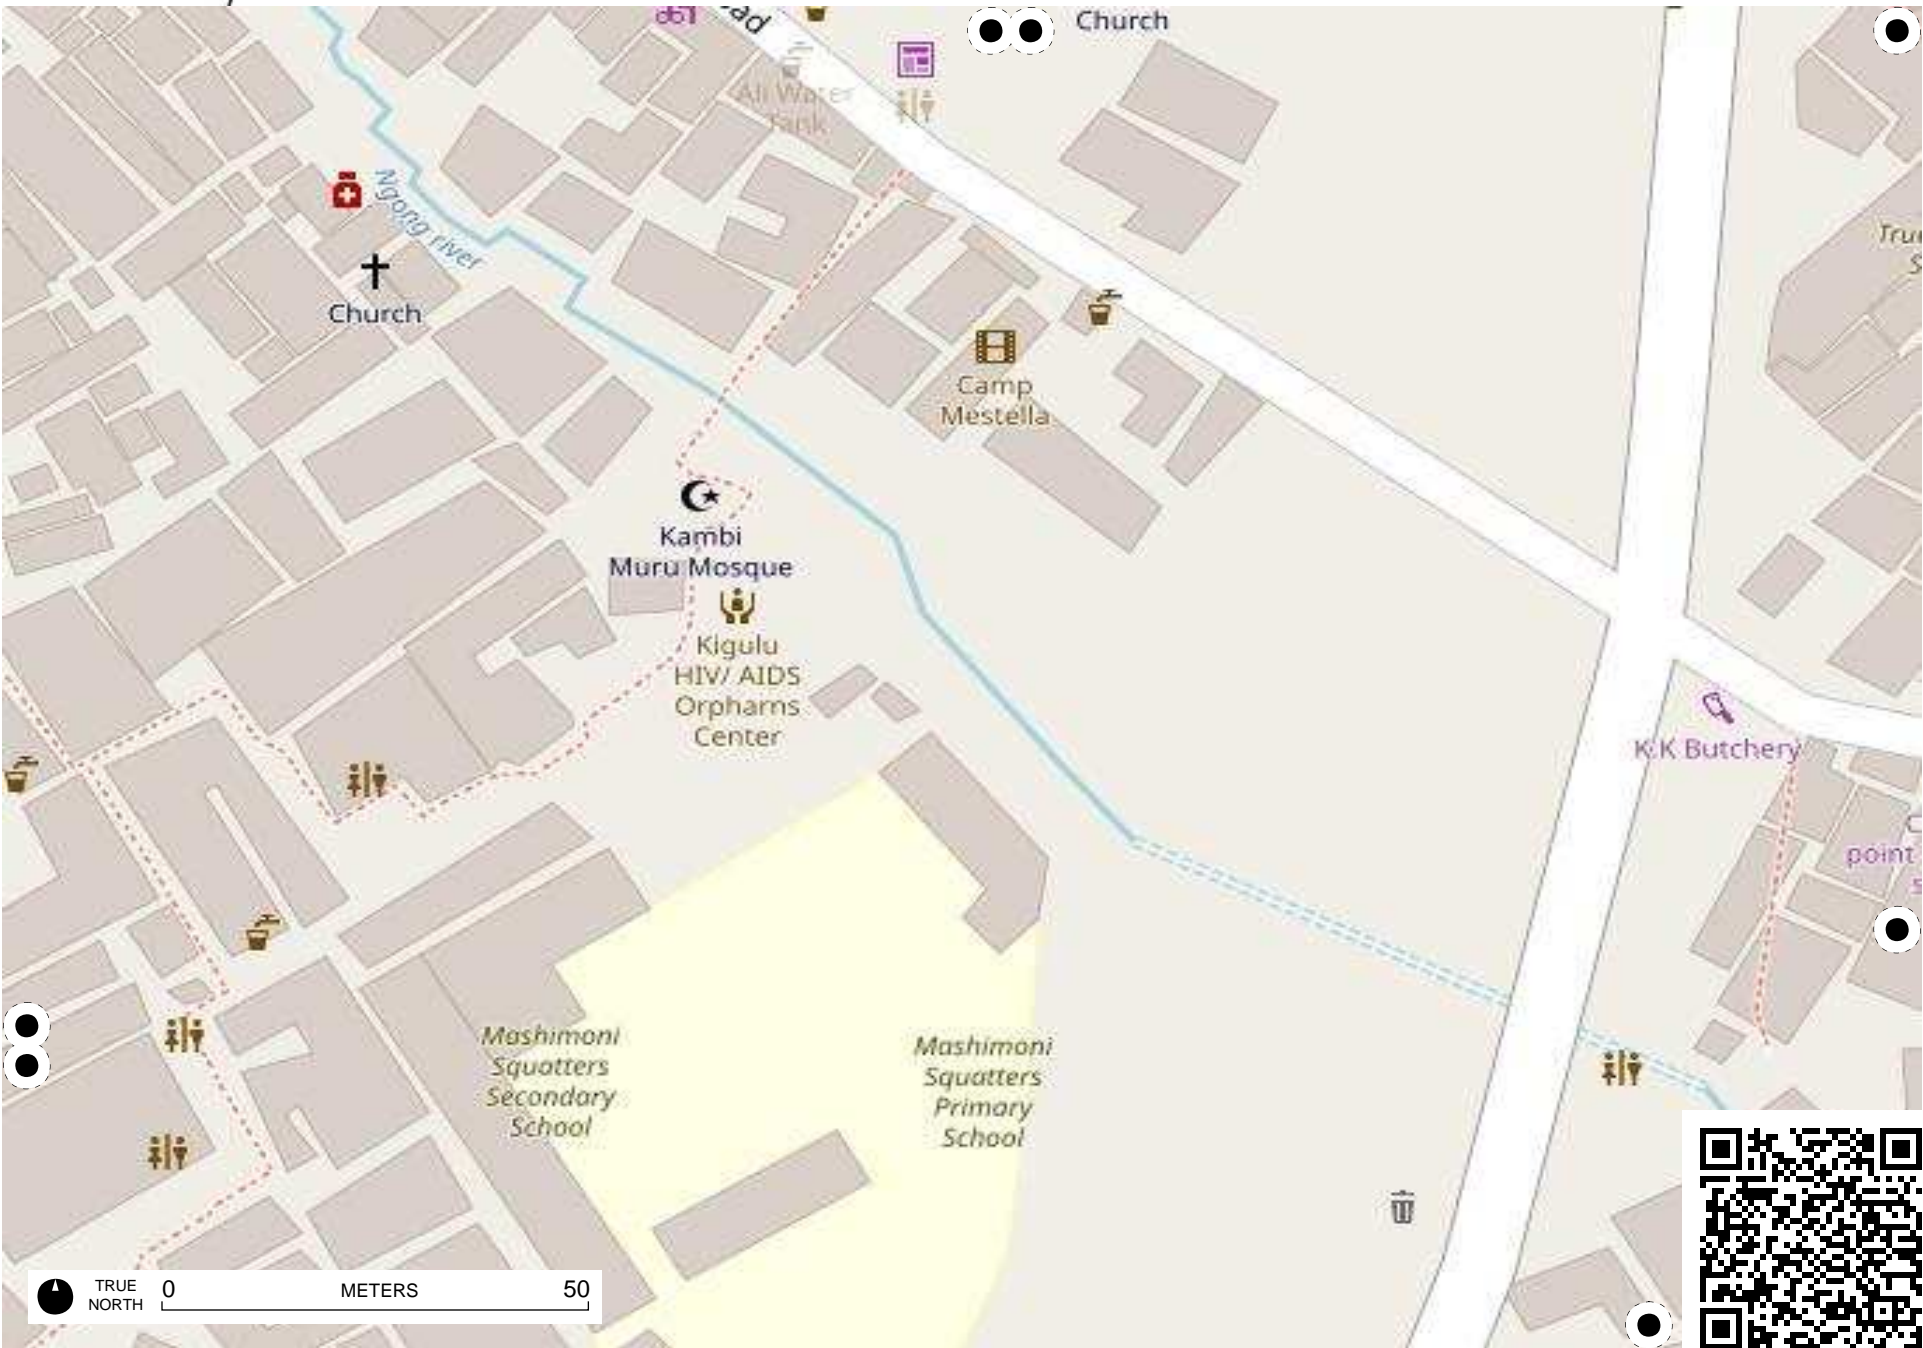 Church
Ali Water
Tank
Ngong river
Church
Camp
Mestella
Kambi
Muru Mosque
Kigulu
HIV/ AIDS
Orpharns
Center
K.K Butchery
point
Mashimoni
Squatters
Secondary
School
Mashimoni
Squatters
Primary
School
TRUE
NORTH
0
METERS
50